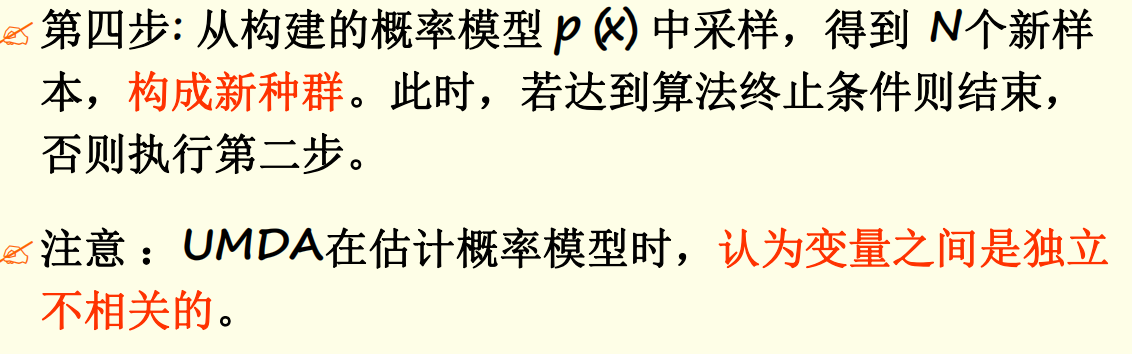 第四步: 从构建的概率模型 p (x) 中采样，得到 N个新样
本，构成新种群。此时，若达到算法终止条件则结束，
否则执行第二步。
注意 ：UMDA在估计概率模型时，认为变量之间是独立
不相关的。